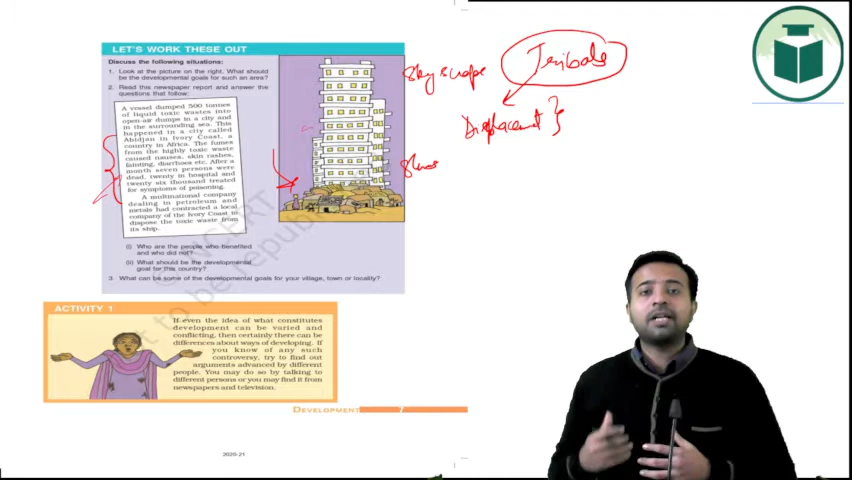 LET'S WORK THESE OUT
Discuss the following situations:
1. Look at the picture on the right. What should
be the developmental goals for such an area?
2. Read this newspaper report and answer the
questions that follow:
A vessel dumped 500 tonnes
of liquid toxic wastes into
open-air dumps in a city and
in the surrounding sea. This
happened in a city called
Abidjan in Ivory Coast, a
country in Africa. The fumes
from the highly toxic waste
caused nausea, skin rashes,
fainting, diarrhoea etc. After a
month seven persons were
dead, twenty in hospital and
twenty six thousand treated
for symptoms of poisoning.
A multinational company
dealing in petroleum and
metals had contracted a local
company of the Ivory Coast to
dispose the toxic waste from
its ship.
(i) Who are the people who benefited
and who did not?
(ii) What should be the developmental
goal for this country?
3. What can be some of the developmental goals for your village, town or locality?
ACTIVITY 1
If even the idea of what constitutes
development can be varied and
conflicting, then certainly there can be
differences about ways of developing. If
you know of any such
controversy, try to find out
arguments advanced by different
people. You may do so by talking to
different persons or you may find it from
newspapers and television.
DEVELOPMENT 7
2020-21
Sky scrape
Tribals
Displacement
not to be republi